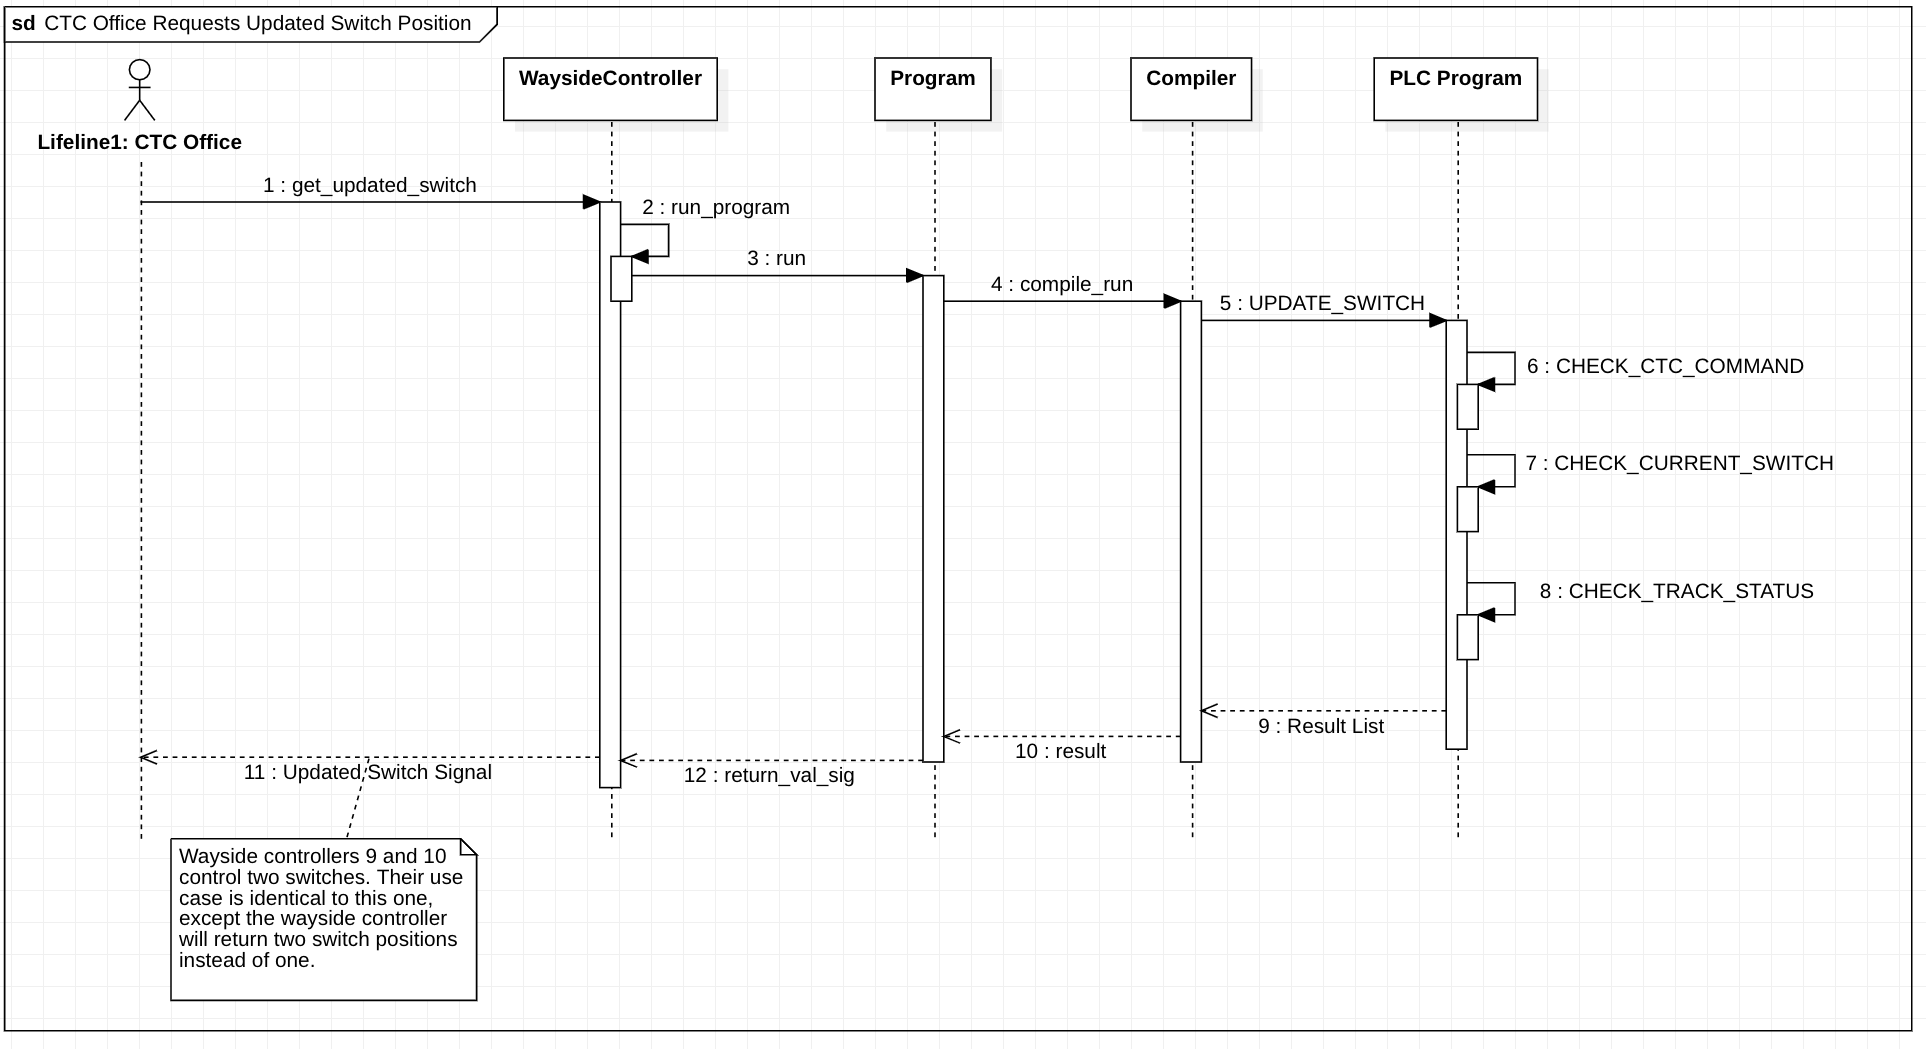 sd CTC Office Requests Updated Switch Position
WaysideController
Program
Compiler
PLC Program
Lifeline1: CTC Office
1 : get_updated_switch
2 : run_program
3 : run
4 : compile_run
5 : UPDATE_SWITCH
6 : CHECK_CTC_COMMAND
7 : CHECK_CURRENT_SWITCH
8 : CHECK_TRACK_STATUS
9 : Result List
10 : result
11 : Updated Switch Signal
12 : return_val_sig
Wayside controllers 9 and 10
control two switches. Their use
case is identical to this one,
except the wayside controller
will return two switch positions
instead of one.